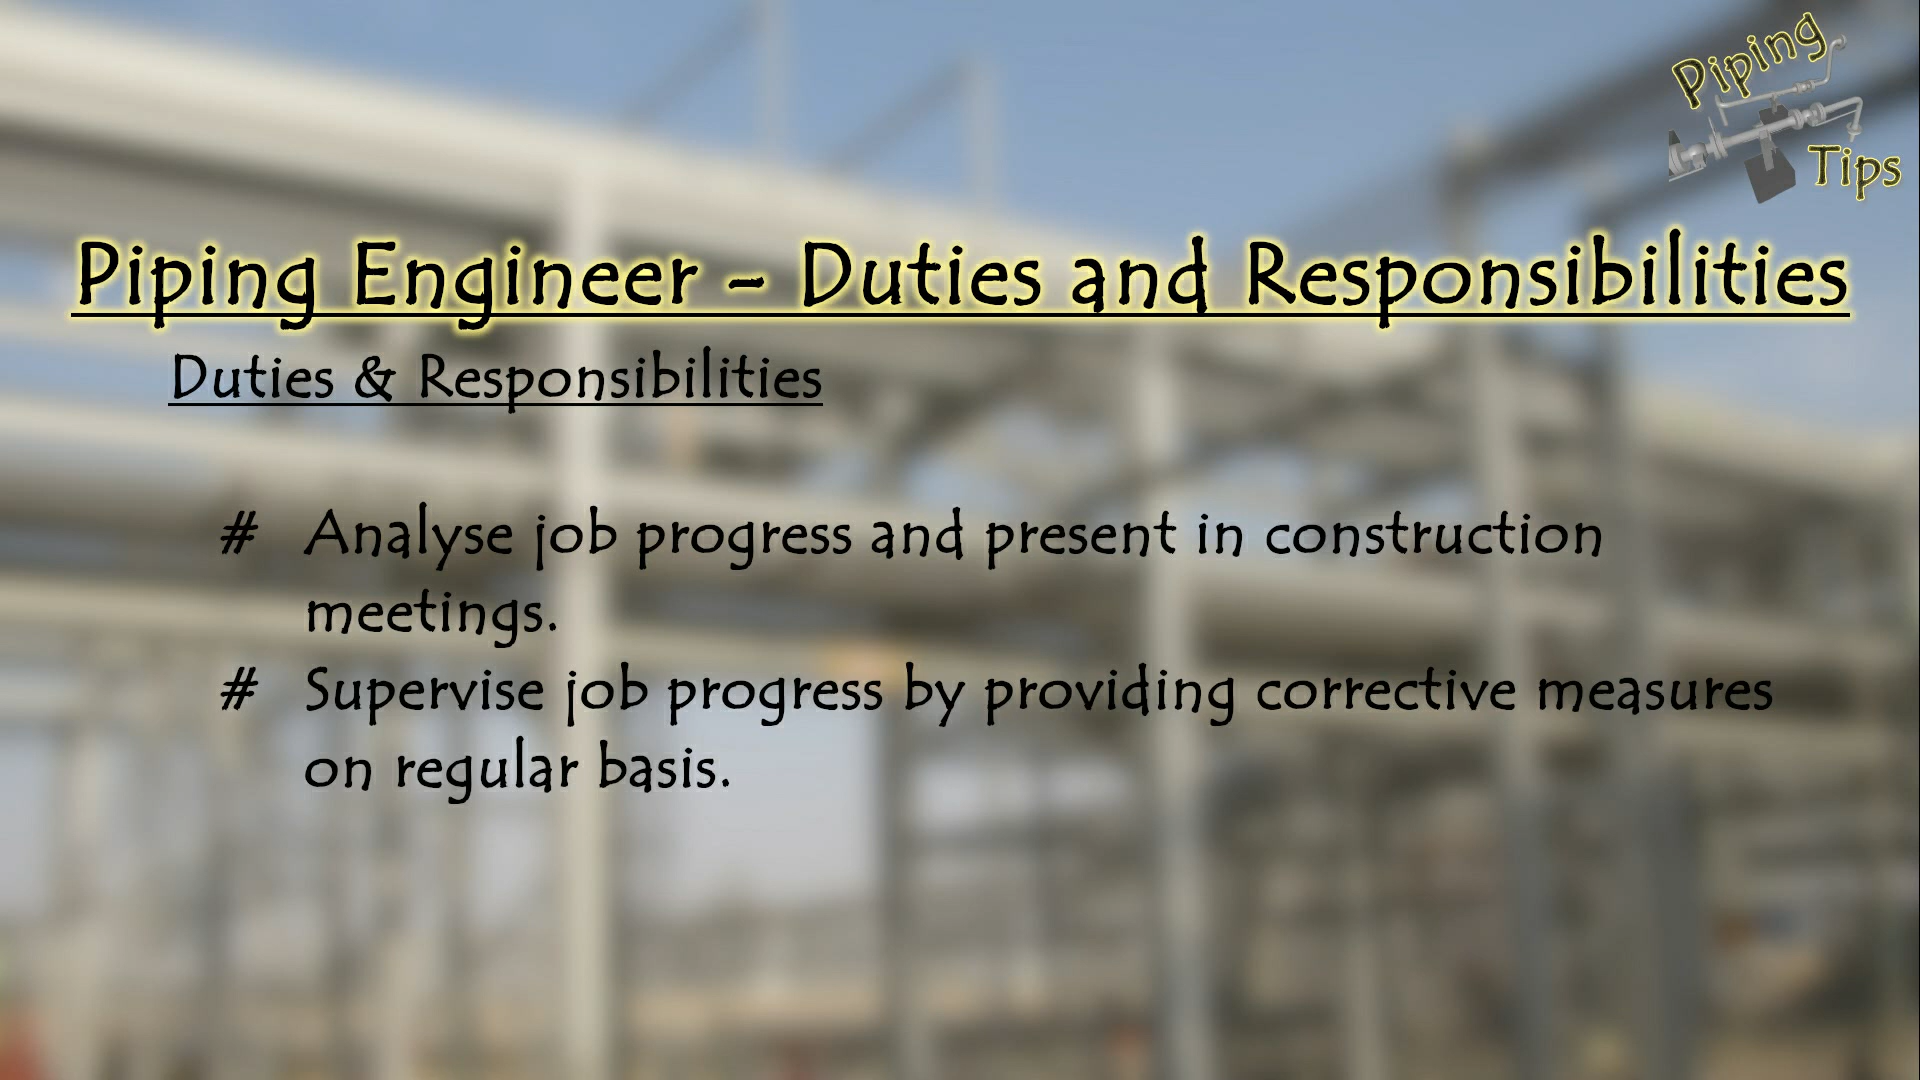 Piping
Tips
Piping Engineer - Duties and Responsibilities
Duties & Responsibilities
# Analyse job progress and present in construction
meetings.
# Supervise job progress by providing corrective measures
on regular basis.